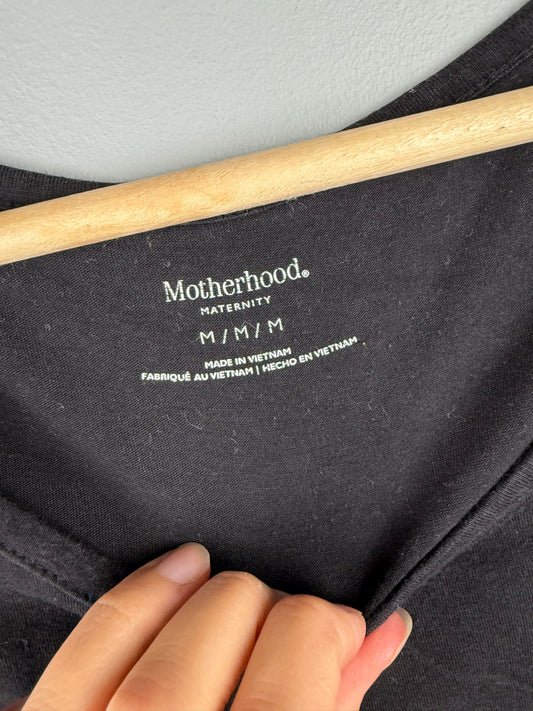 Motherhood®
MATERNITY
M / M / M
MADE IN VIETNAM
FABRIQUÉ AU VIETNAM | HECHO EN VIETNAM